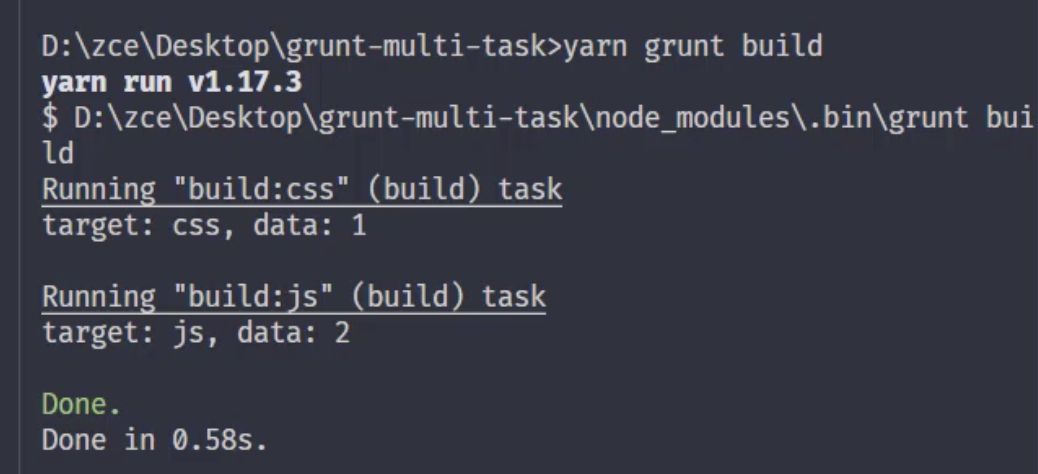 D:\zce\Desktop\grunt-multi-task>yarn grunt build
yarn run v1.17.3
$ D:\zce\Desktop\grunt-multi-task\node_modules\.bin\grunt bui
ld
Running "build:css" (build) task
target: css, data: 1
Running "build:js" (build) task
target: js, data: 2
Done.
Done in 0.58s.